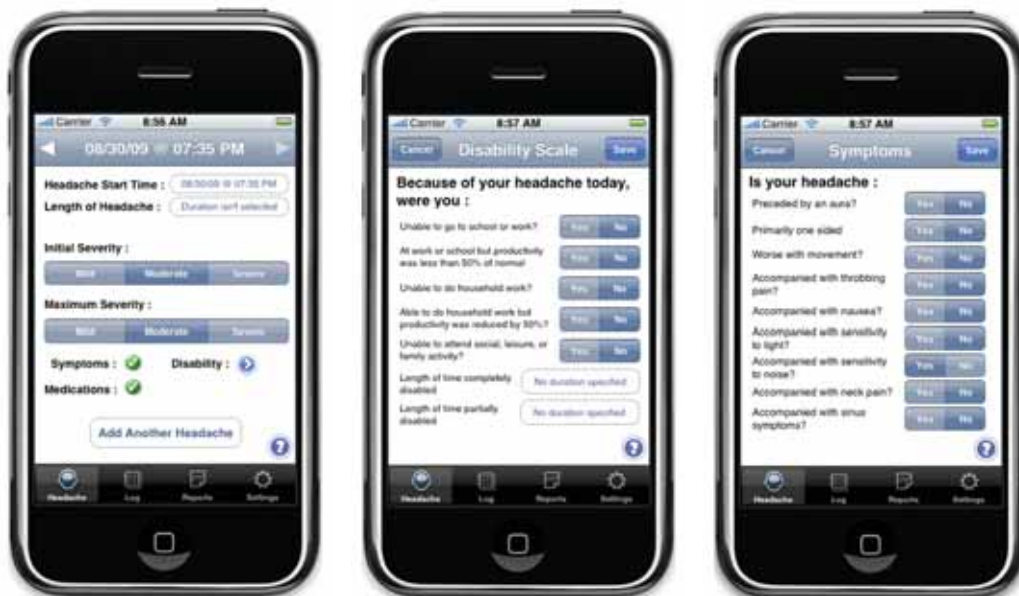 Carrier 8:56 AM
08/30/09 @ 07:35 PM
Headache Start Time : 08/30/09 @ 07:35 PM
Length of Headache : Duration isn't selected
Initial Severity :
Mild Moderate Severe
Maximum Severity :
Mild Moderate Severe
Symptoms : Disability :
Medications :
Add Another Headache
?
Headache Log Reports Settings
Carrier 8:57 AM
Cancel Disability Scale Save
Because of your headache today,
were you :
Unable to go to school or work? Yes No
At work or school but productivity
was less than 50% of normal Yes No
Unable to do household work? Yes No
Able to do household work but
productivity was reduced by 50%? Yes No
Unable to attend social, leisure, or
family activity? Yes No
Length of time completely
disabled No duration specified
Length of time partially
disabled No duration specified
?
Headache Log Reports Settings
Carrier 8:57 AM
Cancel Symptoms Save
Is your headache :
Preceded by an aura? Yes No
Primarily one sided Yes No
Worse with movement? Yes No
Accompanied with throbbing
pain? Yes No
Accompanied with nausea? Yes No
Accompanied with sensitivity
to light? Yes No
Accompanied with sensitivity
to noise? Yes No
Accompanied with neck pain? Yes No
Accompanied with sinus
symptoms? Yes No
?
Headache Log Reports Settings